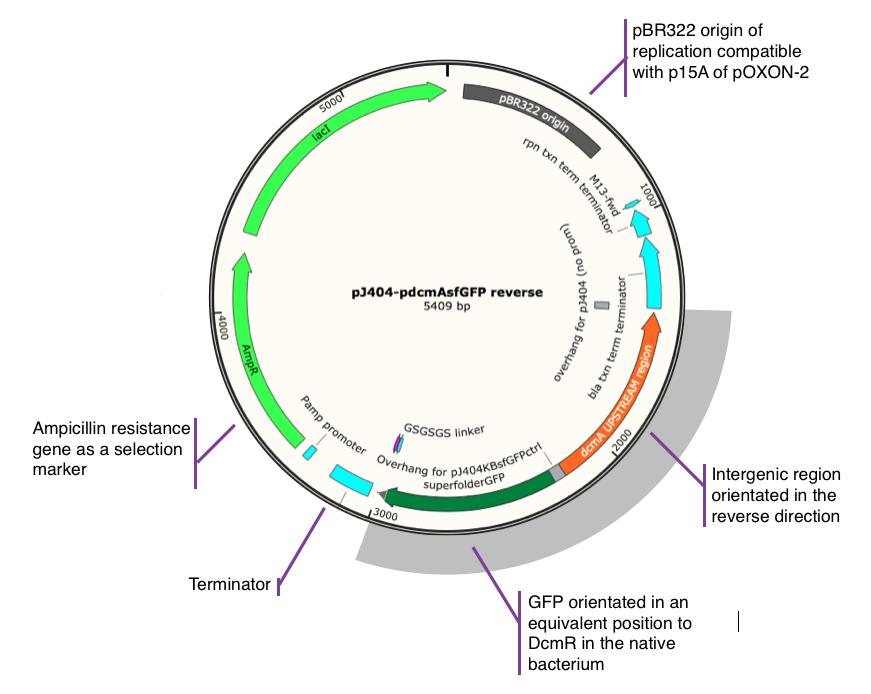 pBR322 origin of
replication compatible
with p15A of pOXON-2
5000
lacI
pBR322 origin
rpn txn term terminator
M13-fwd
1000
overhang for pJ404 (no prom)
pJ404-pdcmAsfGFP reverse
5409 bp
bla txn term terminator
4000
AmpR
dcmA UPSTREAM region
2000
Pamp promoter
GSGSGS linker
Overhang for pJ404KBsfGFPctrl
superfolderGFP
3000
Ampicillin resistance
gene as a selection
marker
Intergenic region
orientated in the
reverse direction
Terminator
GFP orientated in an
equivalent position to
DcmR in the native
bacterium